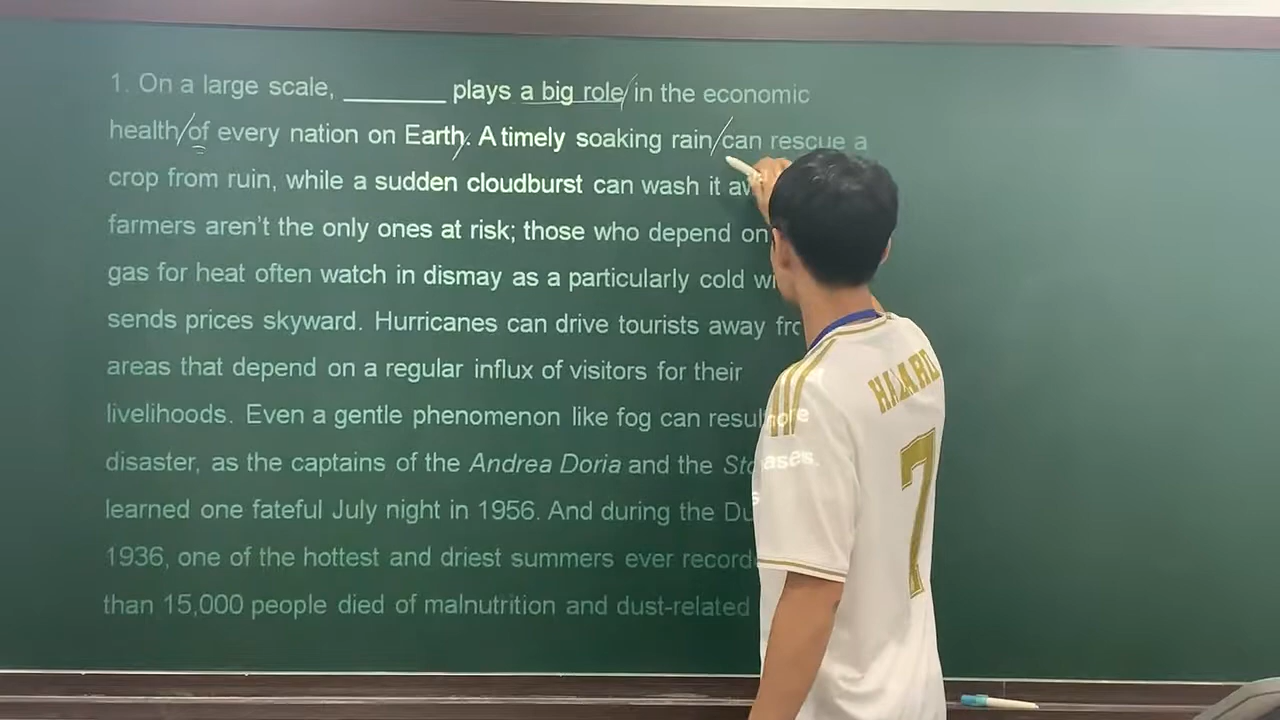 1. On a large scale, ________ plays a big role in the economic
health of every nation on Earth. A timely soaking rain can rescue a
crop from ruin, while a sudden cloudburst can wash it
farmers aren't the only ones at risk; those who depend on
gas for heat often watch in dismay as a particularly cold
sends prices skyward. Hurricanes can drive tourists away
areas that depend on a regular influx of visitors for their
livelihoods. Even a gentle phenomenon like fog can
disaster, as the captains of the Andrea Doria and the
learned one fateful July night in 1956. And during the
1936, one of the hottest and driest summers ever
than 15,000 people died of malnutrition and dust-related
HAZARD
7